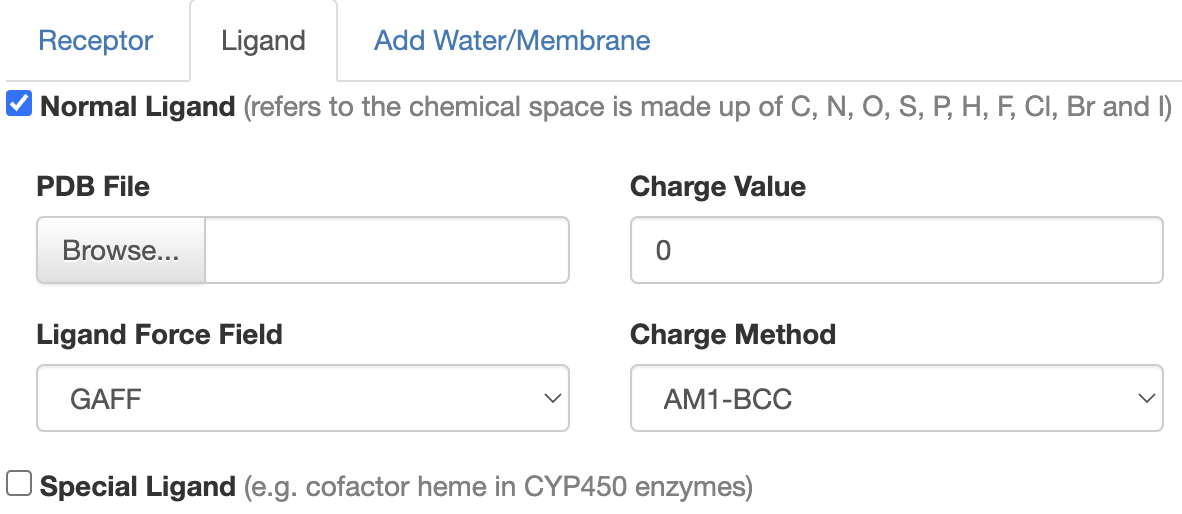 Receptor Ligand Add Water/Membrane
Normal Ligand (refers to the chemical space is made up of C, N, O, S, P, H, F, Cl, Br and I)
PDB File Charge Value
Browse... 0
Ligand Force Field Charge Method
GAFF AM1-BCC
Special Ligand (e.g. cofactor heme in CYP450 enzymes)